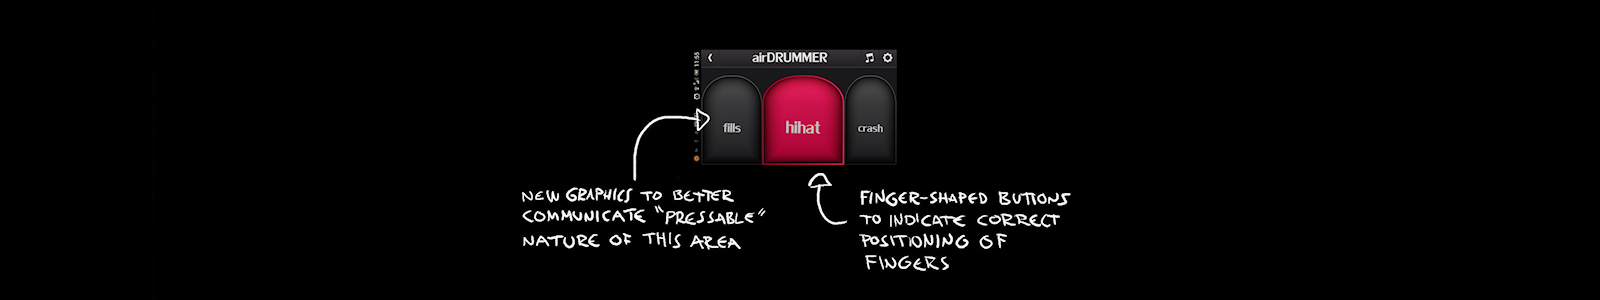 airDRUMMER
11:55
fills
hihat
crash
NEW GRAPHICS TO BETTER
COMMUNICATE "PRESSABLE"
NATURE OF THIS AREA
FINGER-SHAPED BUTTONS
TO INDICATE CORRECT
POSITIONING OF
FINGERS